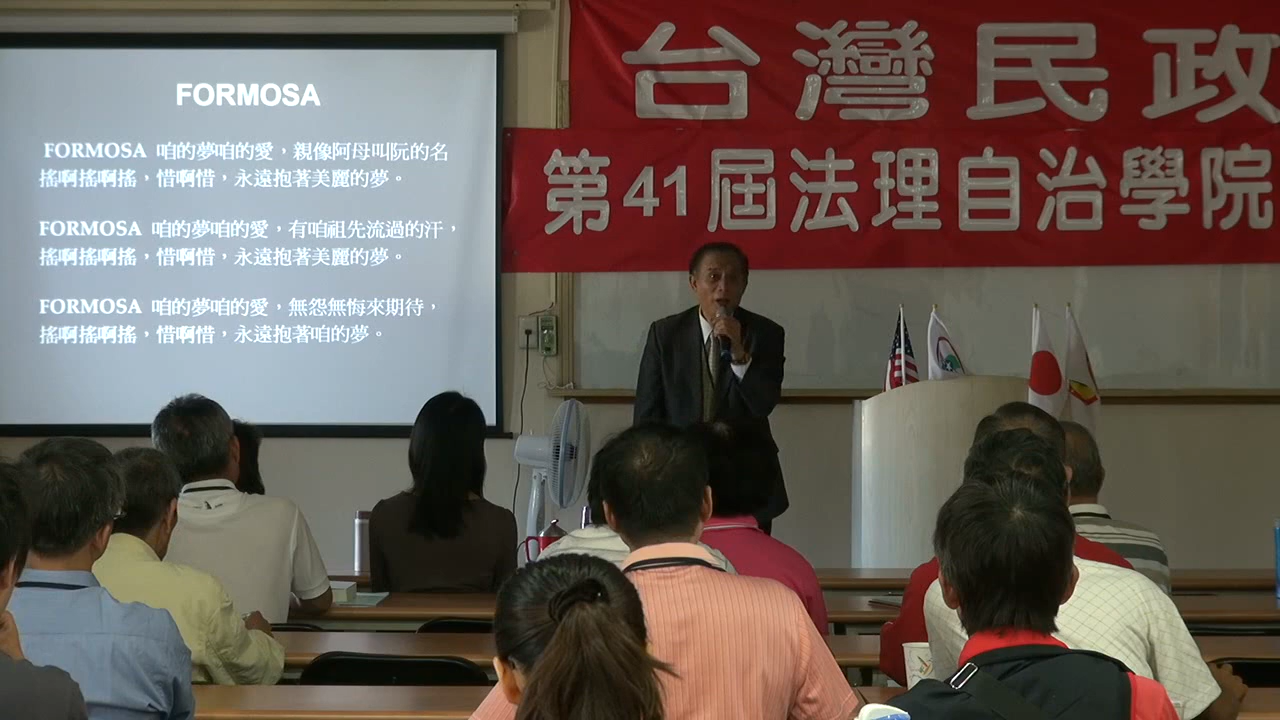 FORMOSA
FORMOSA 咱的夢咱的愛，親像阿母叫阮的名
搖啊搖啊搖，惜啊惜，永遠抱著美麗的夢。
FORMOSA 咱的夢咱的愛，有咱祖先流過的汗，
搖啊搖啊搖，惜啊惜，永遠抱著美麗的夢。
FORMOSA 咱的夢咱的愛，無怨無悔來期待，
搖啊搖啊搖，惜啊惜，永遠抱著咱的夢。
台灣民政
第41屆法理自治學院